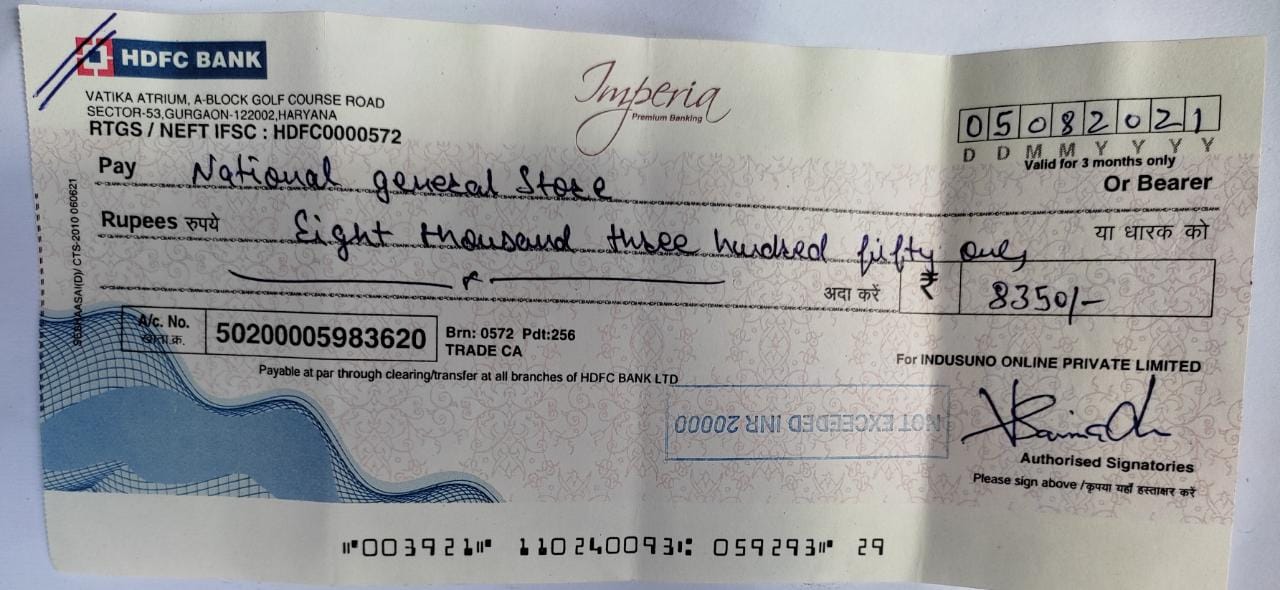 HDFC BANK
Imperia
Premium Banking
VATIKA ATRIUM, A-BLOCK GOLF COURSE ROAD
SECTOR-53,GURGAON-122002,HARYANA
RTGS / NEFT IFSC : HDFC0000572
05082021
D D M M Y Y Y Y
Valid for 3 months only
Pay National general Store
Or Bearer
Rupees रुपये Eight thousand three hundred fifty only
या धारक को
अदा करें ₹ 8350/-
CTS-2010 060621
A/c. No. 50200005983620
खाता क्र.
Brn: 0572 Pdt:256
TRADE CA
Payable at par through clearing/transfer at all branches of HDFC BANK LTD
For INDUSUNO ONLINE PRIVATE LIMITED
NOT EXCEEDED INR 20000
Authorised Signatories
Please sign above /कृपया यहाँ हस्ताक्षर करें
⑈003921⑈ 110240093⑆ 059293⑈ 29